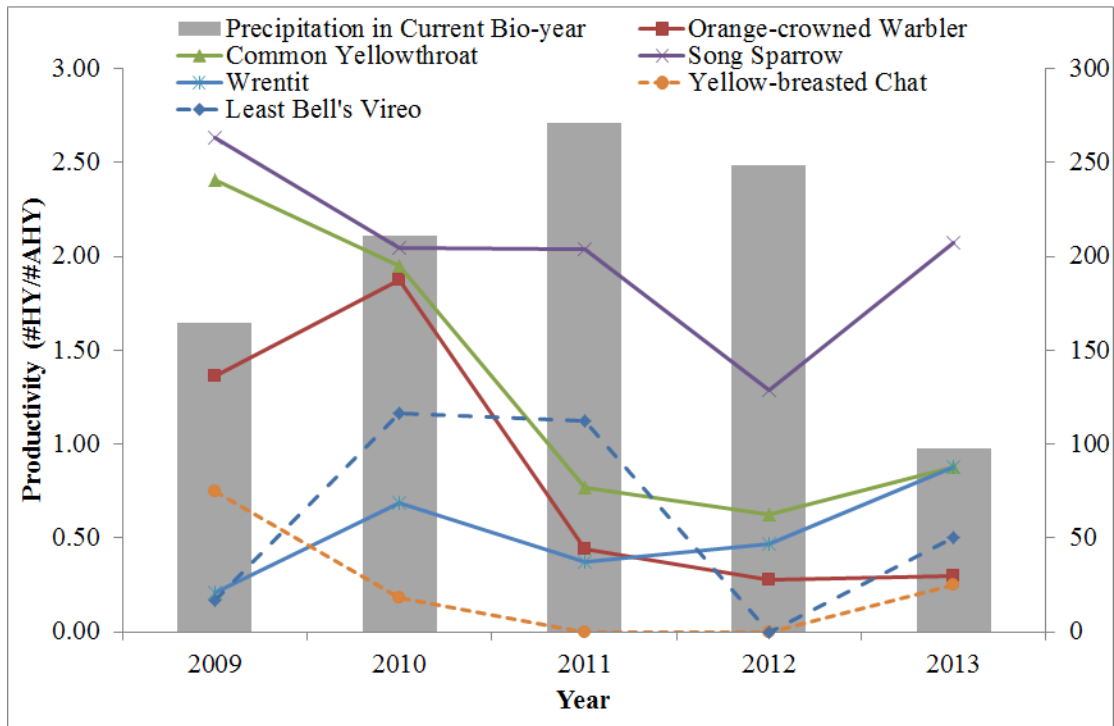 Precipitation in Current Bio-year
Orange-crowned Warbler
Common Yellowthroat
Song Sparrow
Wrentit
Yellow-breasted Chat
Least Bell's Vireo
3.00
2.50
2.00
1.50
1.00
0.50
0.00
Productivity (#HY/#AHY)
300
250
200
150
100
50
0
2009 2010 2011 2012 2013
Year